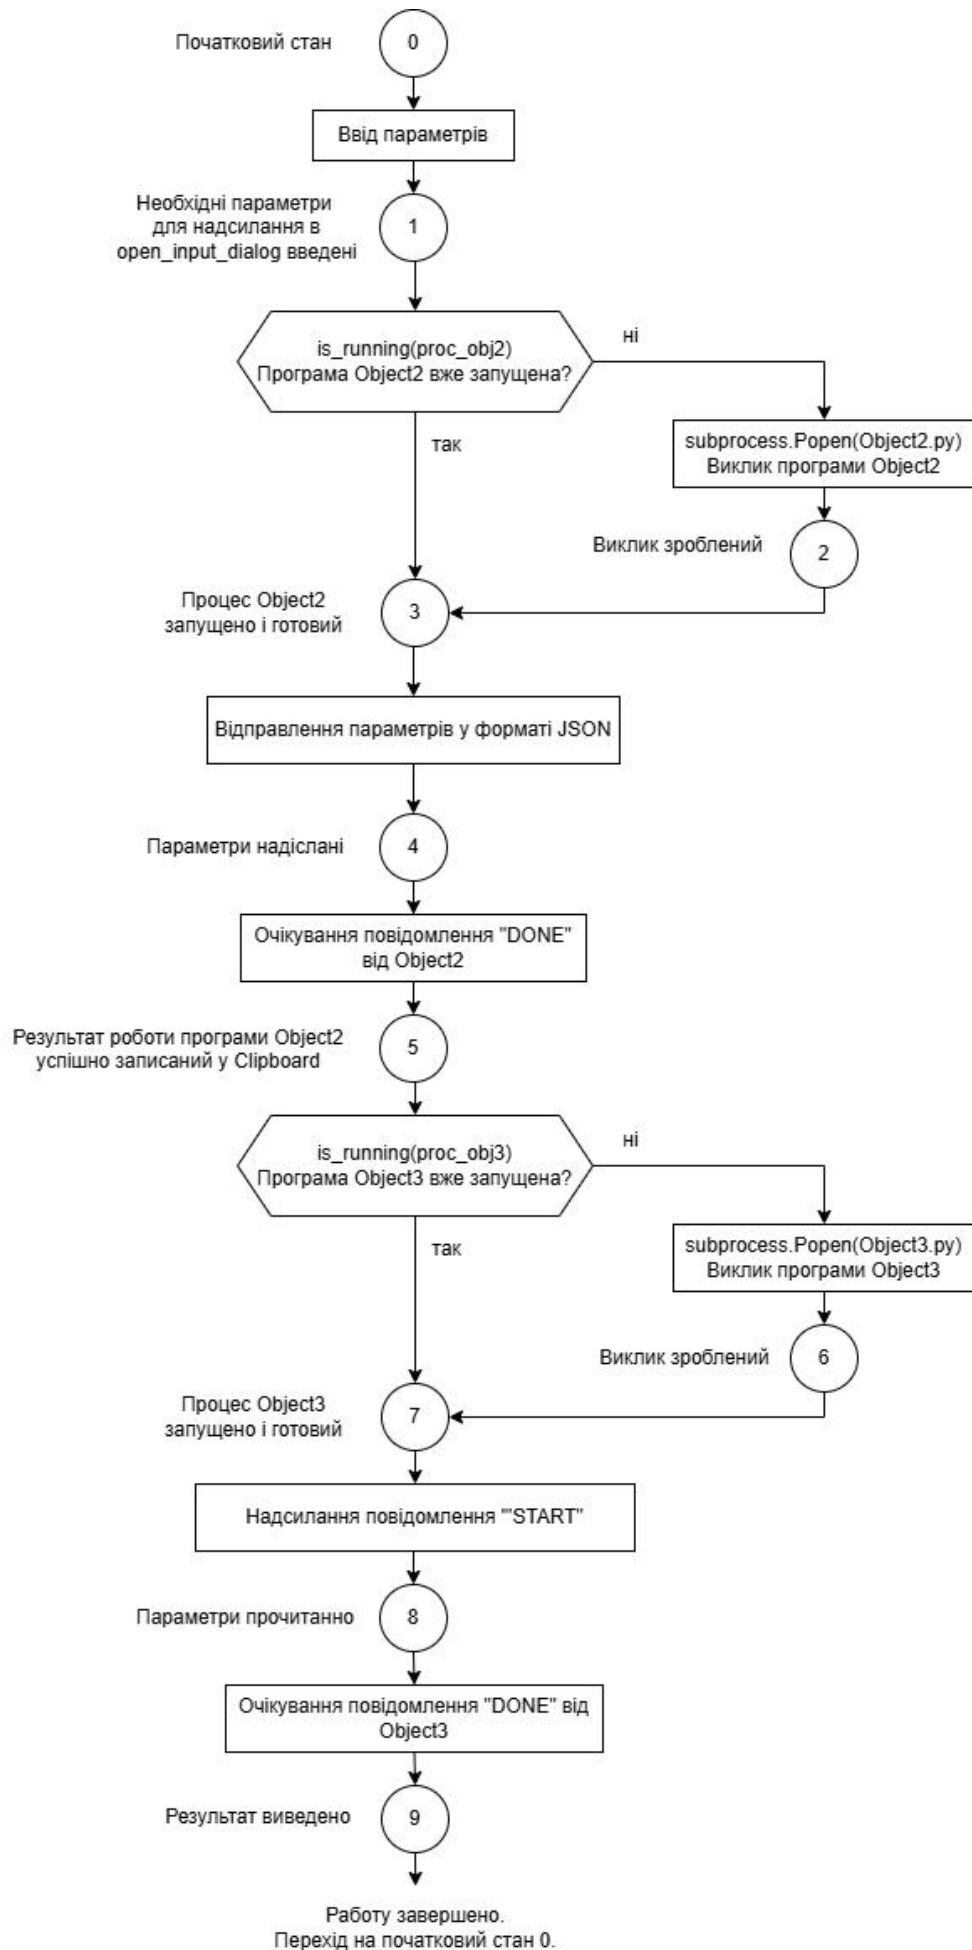 Початковий стан
0
Ввід параметрів
Необхідні параметри
для надсилання в
open_input_dialog введені
1
is_running(proc_obj2)
Програма Object2 вже запущена?
ні
так
subprocess.Popen(Object2.py)
Виклик програми Object2
Виклик зроблений
2
Процес Object2
запущено і готовий
3
Відправлення параметрів у форматі JSON
Параметри надіслані
4
Очікування повідомлення "DONE"
від Object2
Результат роботи програми Object2
успішно записаний у Clipboard
5
is_running(proc_obj3)
Програма Object3 вже запущена?
ні
так
subprocess.Popen(Object3.py)
Виклик програми Object3
Виклик зроблений
6
Процес Object3
запущено і готовий
7
Надсилання повідомлення ""START"
Параметри прочитанно
8
Очікування повідомлення "DONE" від
Object3
Результат виведено
9
Работу завершено.
Перехід на початковий стан 0.